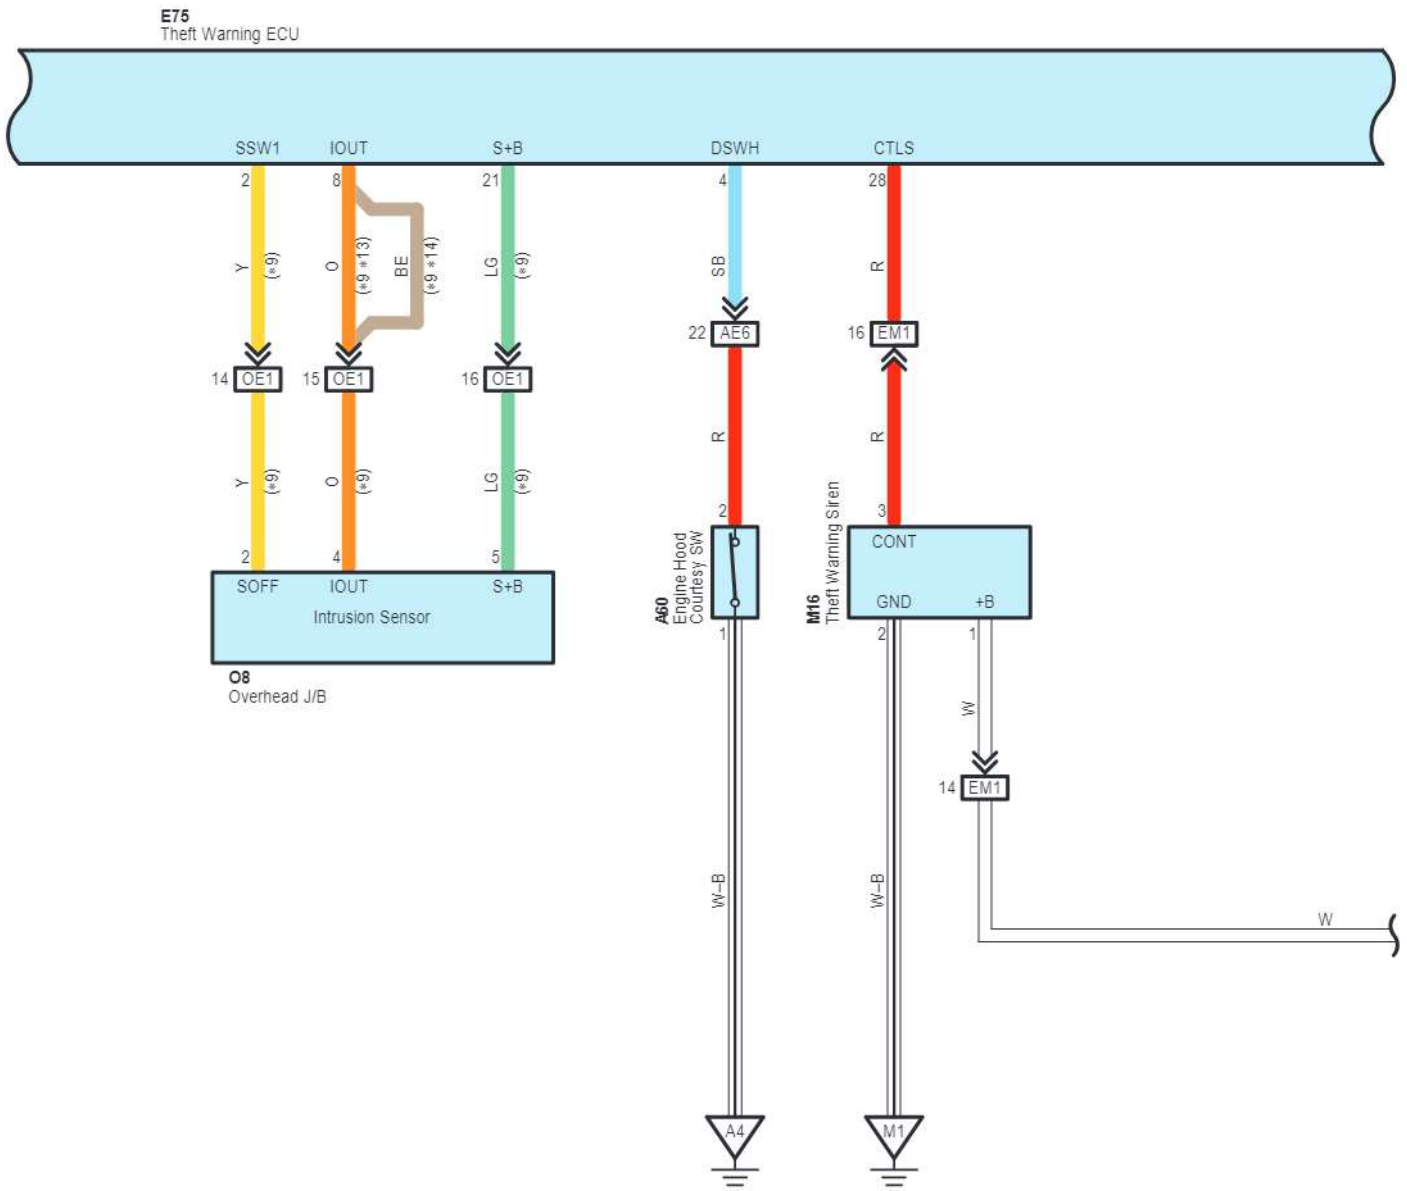 E75
Theft Warning ECU
SSW1 IOUT S+B DSWH CTLS
2 8 21 4 28
Y (*9) O (*9 *13) BE (*9 *14) LG (*9) SB R
22 AE6 16 EM1
14 OE1 15 OE1 16 OE1
Y (*9) O (*9) LG (*9) R R
2 3
2 4 5
A60
Engine Hood
Courtesy SW
M16
Theft Warning Siren
CONT
SOFF IOUT S+B
GND +B
Intrusion Sensor
1 2 1
O8
Overhead J/B
W
14 EM1
W-B W-B
W
A4 M1